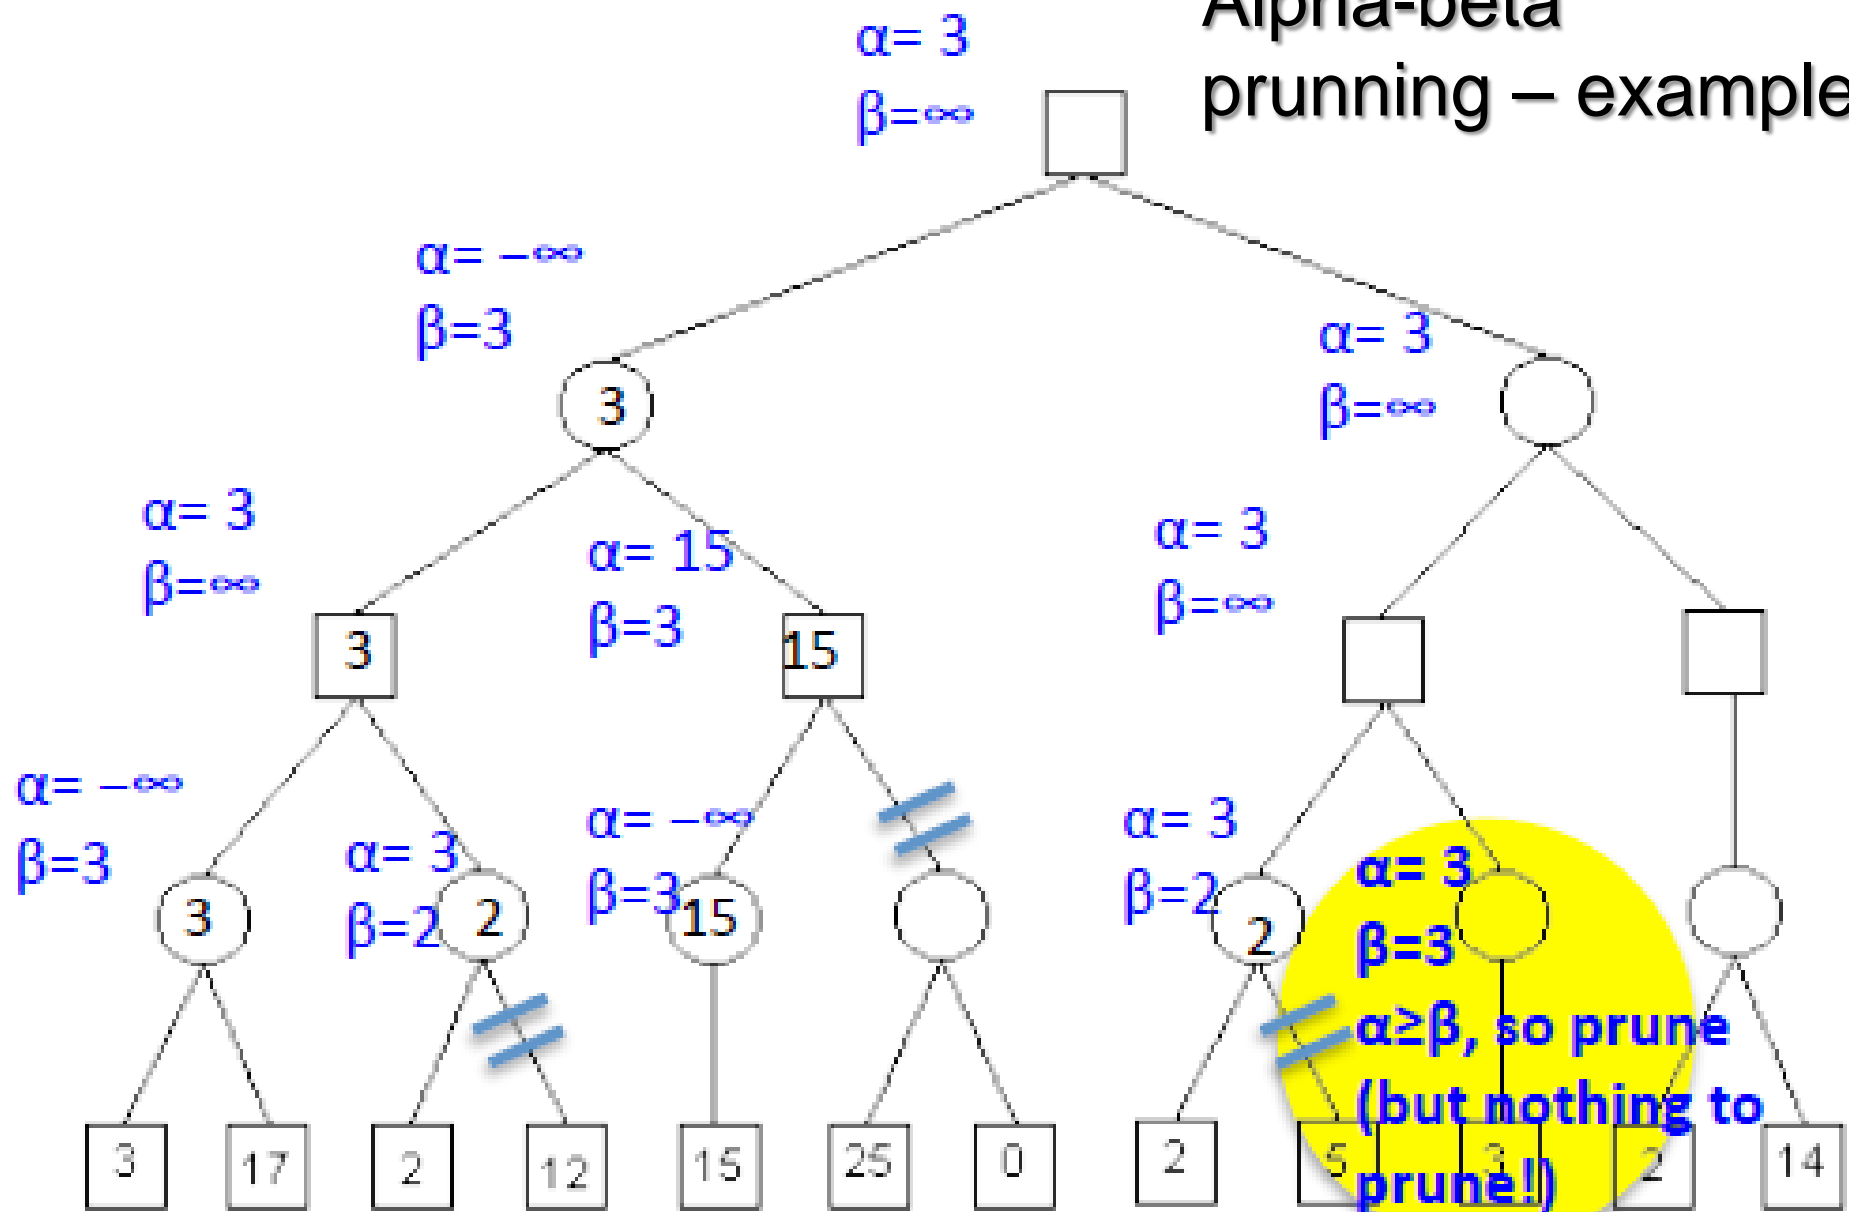 Alpha-beta
prunning – example
α= 3
β=∞
α= −∞
β=3
α= 3
β=∞
3
α= 3
β=∞
α= 15
β=3
α= 3
β=∞
3
15
α= −∞
β=3
α= 3
β=2
α= −∞
β=3
α= 3
β=2
α= 3
β=3
3
2
15
2
α≥β, so prune
(but nothing to
prune!)
3
17
2
12
15
25
0
2
5
3
2
14